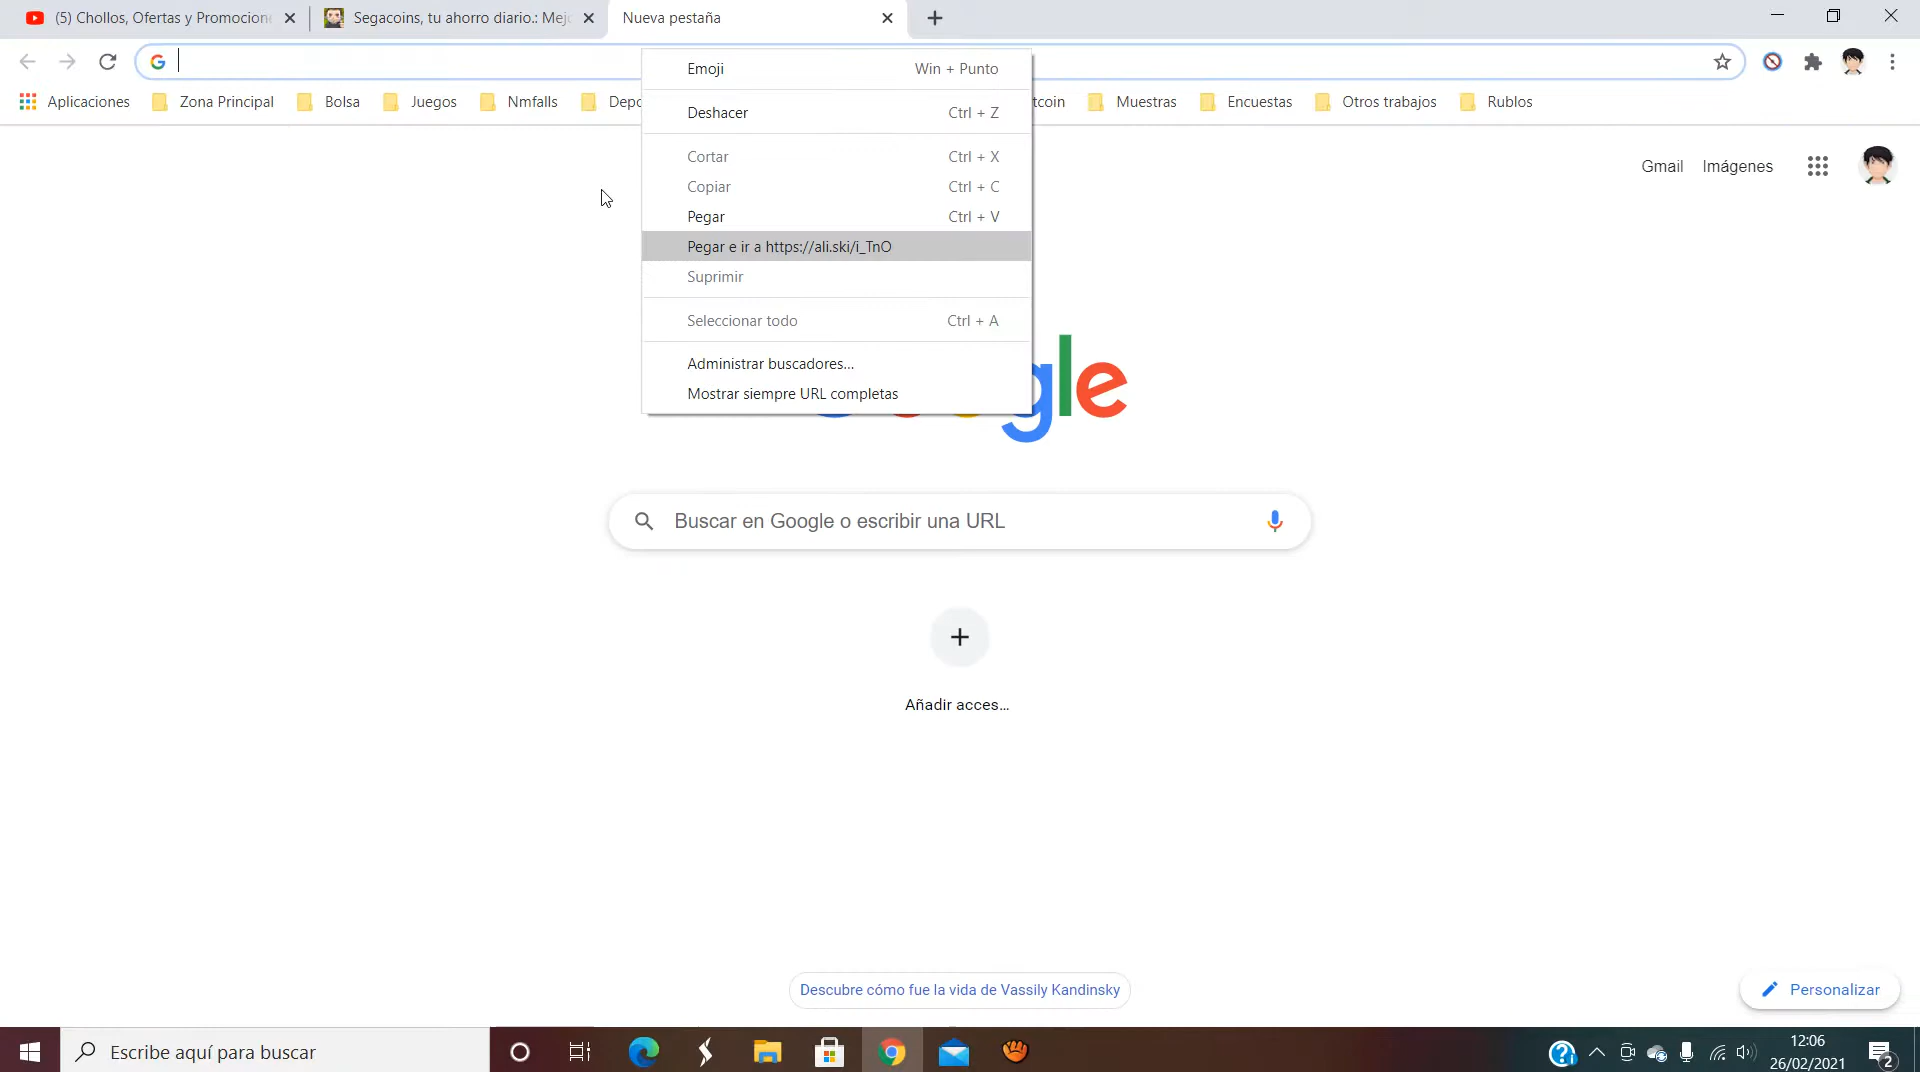 (5) Chollos, Ofertas y Promocione
Segacoins, tu ahorro diario.: Mejo
Nueva pestaña
Aplicaciones
Zona Principal
Bolsa
Juegos
Nmfalls
Depo
tcoin
Muestras
Encuestas
Otros trabajos
Rublos
Emoji Win + Punto
Deshacer Ctrl + Z
Cortar Ctrl + X
Copiar Ctrl + C
Pegar Ctrl + V
Pegar e ir a https://ali.ski/i_TnO
Suprimir
Seleccionar todo Ctrl + A
Administrar buscadores...
Mostrar siempre URL completas
Gmail Imágenes
gle
Buscar en Google o escribir una URL
Añadir acces...
Descubre cómo fue la vida de Vassily Kandinsky
Personalizar
Escribe aquí para buscar
12:06
26/02/2021
2